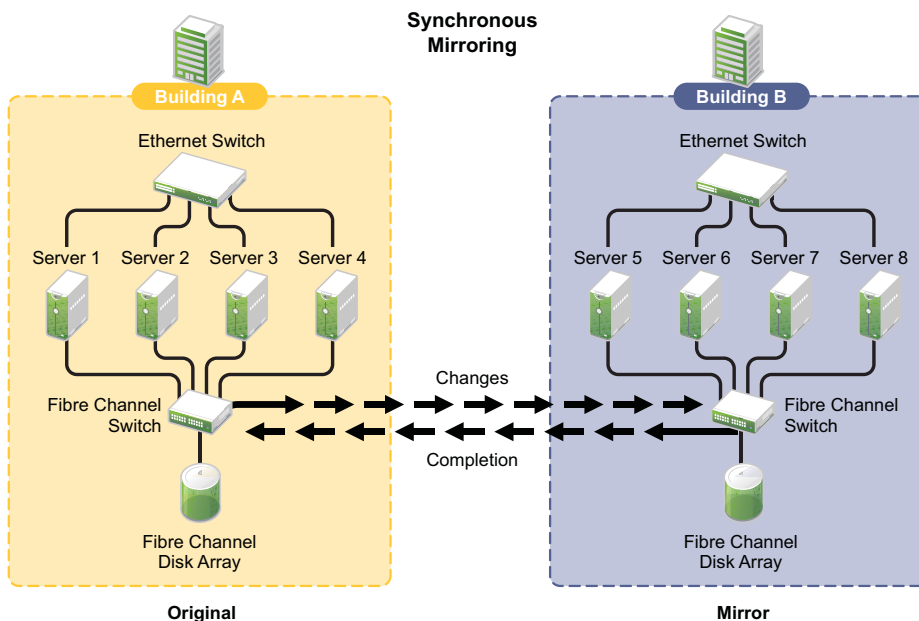 Synchronous
Mirroring
Building A
Building B
Ethernet Switch
Ethernet Switch
Server 1
Server 2
Server 3
Server 4
Server 5
Server 6
Server 7
Server 8
Changes
Fibre Channel
Switch
Fibre Channel
Switch
Completion
Fibre Channel
Disk Array
Fibre Channel
Disk Array
Original
Mirror